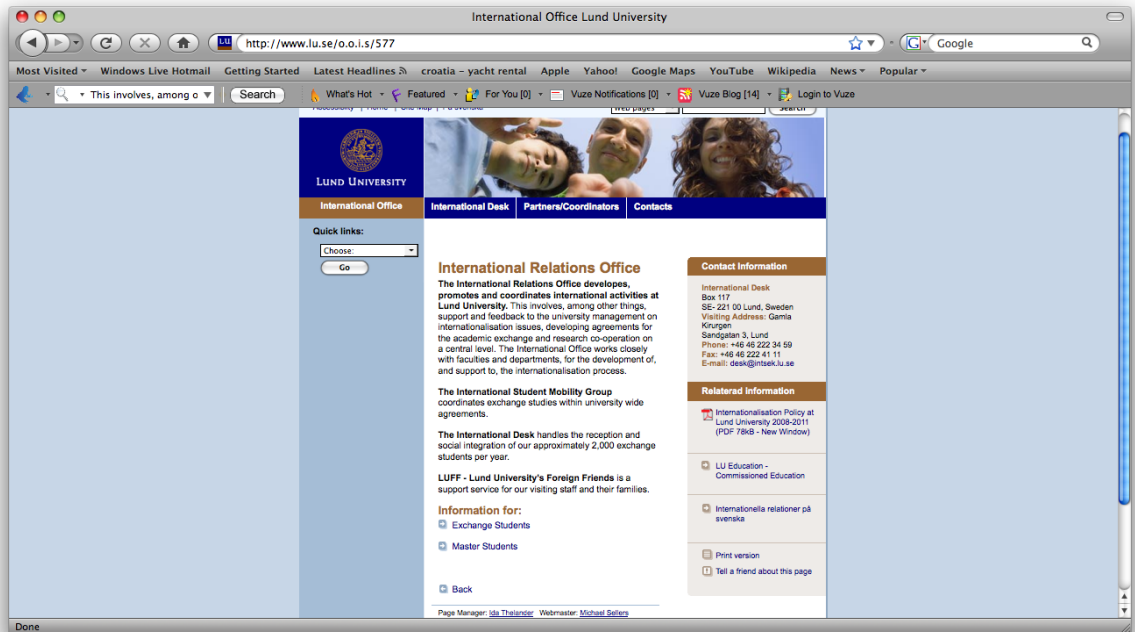 International Office Lund University
http://www.lu.se/o.o.i.s/577
Google
Most Visited Windows Live Hotmail Getting Started Latest Headlines croatia - yacht rental Apple Yahoo! Google Maps YouTube Wikipedia News Popular
This involves, among o Search What's Hot Featured For You [0] Vuze Notifications [0] Vuze Blog [14] Login to Vuze
LUND UNIVERSITY
International Office International Desk Partners/Coordinators Contacts
Quick links:
Choose:
Go
International Relations Office
The International Relations Office developes,
promotes and coordinates international activities at
Lund University. This involves, among other things,
support and feedback to the university management on
internationalisation issues, developing agreements for
the academic exchange and research co-operation on
a central level. The International Office works closely
with faculties and departments, for the development of,
and support to, the internationalisation process.
The International Student Mobility Group
coordinates exchange studies within university wide
agreements.
The International Desk handles the reception and
social integration of our approximately 2,000 exchange
students per year.
LUFF - Lund University's Foreign Friends is a
support service for our visiting staff and their families.
Information for:
Exchange Students
Master Students
Back
Page Manager: Ida Thelander Webmaster: Michael Sellers
Contact Information
International Desk
Box 117
SE- 221 00 Lund, Sweden
Visiting Address: Gamla
Kirurgen
Sandgatan 3, Lund
Phone: +46 46 222 34 59
Fax: +46 46 222 41 11
E-mail: desk@intsek.lu.se
Relaterad information
Internationalisation Policy at
Lund University 2008-2011
(PDF 78kB - New Window)
LU Education -
Commissioned Education
Internationella relationer på
svenska
Print version
Tell a friend about this page
Done